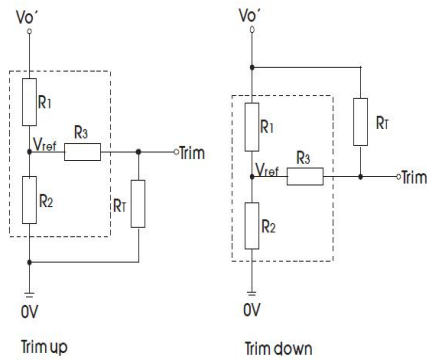 Vo´
R1
Vref
R3
Trim
R2
RT
0V
Trim up
Vo´
R1
RT
Vref
R3
Trim
R2
0V
Trim down